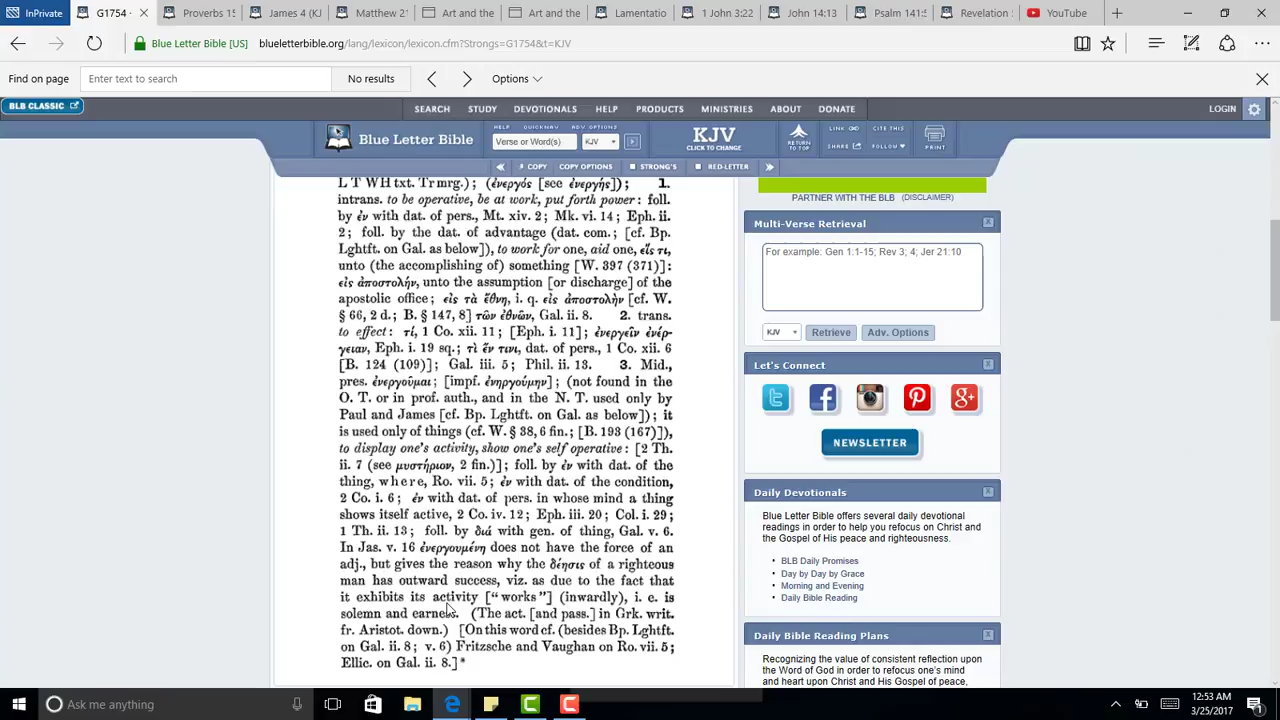 InPrivate
G1754 -
Proverbs 15
James 4 (KJ
Matthew 21
Art and the
Art and the
Lamentatio
1 John 3:22
John 14:13
Psalm 141:5
Revelation
YouTube
Blue Letter Bible [US]
blueletterbible.org/lang/lexicon/lexicon.cfm?Strongs=G1754&t=KJV
Find on page
Enter text to search
No results
Options
BLB CLASSIC
SEARCH STUDY DEVOTIONALS HELP PRODUCTS MINISTRIES ABOUT DONATE
LOGIN
Blue Letter Bible
HELP QUICKNAV ADV OPTIONS
Verse or Word(s)
KJV
KJV
CLICK TO CHANGE
RETURN
TO TOP
LINK
SHARE
CITE THIS
FOLLOW
PRINT
COPY COPY OPTIONS STRONG'S RED-LETTER
L T WH txt. Tr mrg.); (ἐνεργός [see ἐνεργής]); 1.
intrans. to be operative, be at work, put forth power: foll.
by ἐν with dat. of pers., Mt. xiv. 2; Mk. vi. 14; Eph. ii.
2; foll. by the dat. of advantage (dat. com.; [cf. Bp.
Lghtft. on Gal. as below]), to work for one, aid one, εἴς τι,
unto (the accomplishing of) something [W. 397 (371)]:
εἰς ἀποστολήν, unto the assumption [or discharge] of the
apostolic office; εἰς τὰ ἔθνη, i. q. εἰς ἀποστολὴν [cf. W.
§ 66, 2 d.; B. § 147, 8] τῶν ἐθνῶν, Gal. ii. 8. 2. trans.
to effect: τί, 1 Co. xii. 11; [Eph. i. 11]; ἐνεργεῖν ἐνέρ-
γειαν, Eph. i. 19 sq.; τὶ ἔν τινι, dat. of pers., 1 Co. xii. 6
[B. 124 (109)]; Gal. iii. 5; Phil. ii. 13. 3. Mid.,
pres. ἐνεργοῦμαι; [impf. ἐνηργούμην]; (not found in the
O. T. or in prof. auth., and in the N. T. used only by
Paul and James [cf. Bp. Lghtft. on Gal. as below]); it
is used only of things (cf. W. § 38, 6 fin.; [B. 193 (167)]),
to display one's activity, show one's self operative: [2 Th.
ii. 7 (see μυστήριον, 2 fin.)]; foll. by ἐν with dat. of the
thing, where, Ro. vii. 5; ἐν with dat. of the condition,
2 Co. i. 6; ἐν with dat. of pers. in whose mind a thing
shows itself active, 2 Co. iv. 12; Eph. iii. 20; Col. i. 29;
1 Th. ii. 13; foll. by διά with gen. of thing, Gal. v. 6.
In Jas. v. 16 ἐνεργουμένη does not have the force of an
adj., but gives the reason why the δέησις of a righteous
man has outward success, viz. as due to the fact that
it exhibits its activity ["works"] (inwardly), i. e. is
solemn and earnest. (The act. [and pass.] in Grk. writ.
fr. Aristot. down.) [On this word cf. (besides Bp. Lghtft.
on Gal. ii. 8; v. 6) Fritzsche and Vaughan on Ro. vii. 5;
Ellic. on Gal. ii. 8.]*
PARTNER WITH THE BLB (DISCLAIMER)
Multi-Verse Retrieval
For example: Gen 1:1-15; Rev 3; 4; Jer 21:10
KJV
Retrieve
Adv. Options
Let's Connect
NEWSLETTER
Daily Devotionals
Blue Letter Bible offers several daily devotional
readings in order to help you refocus on Christ and
the Gospel of His peace and righteousness.
BLB Daily Promises
Day by Day by Grace
Morning and Evening
Daily Bible Reading
Daily Bible Reading Plans
Recognizing the value of consistent reflection upon
the Word of God in order to refocus one's mind
and heart upon Christ and His Gospel of peace,
Ask me anything
12:53 AM
3/25/2017